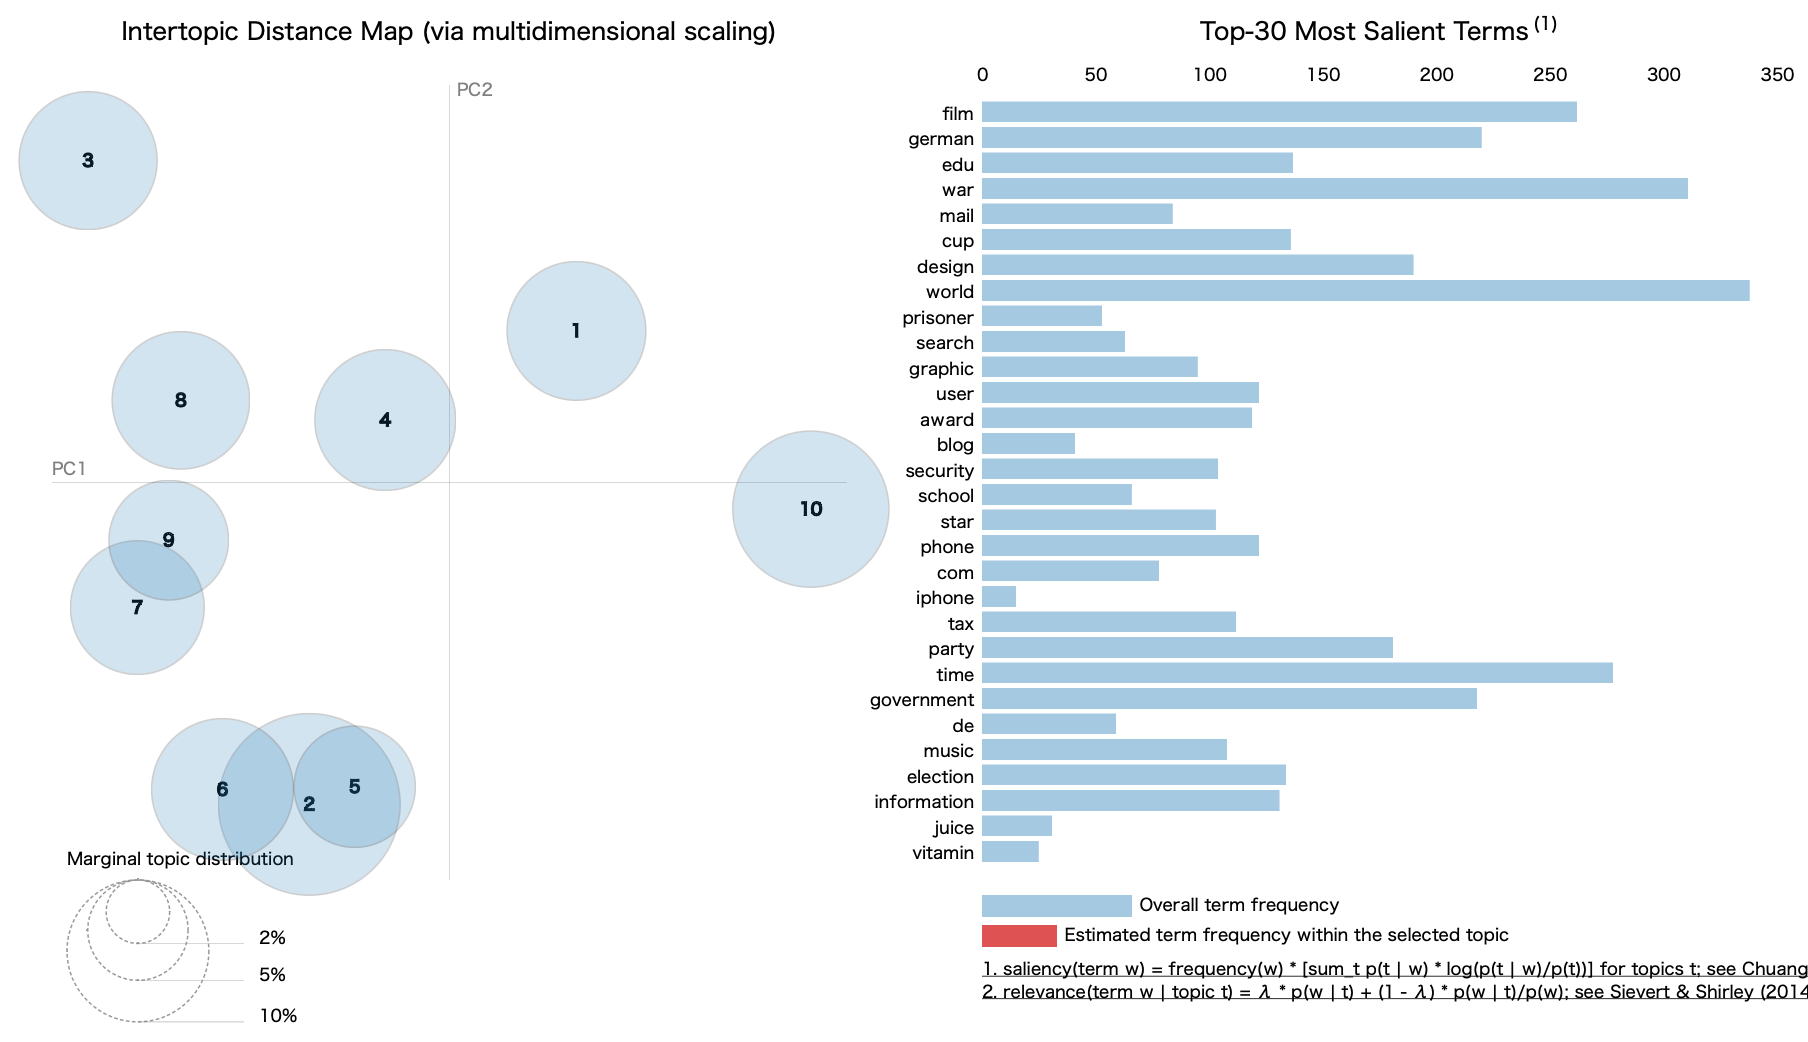 Intertopic Distance Map (via multidimensional scaling)
PC2
PC1
3
1
8
4
10
9
7
6
2
5
Marginal topic distribution
2%
5%
10%
Top-30 Most Salient Terms (1)
0 50 100 150 200 250 300 350
film
german
edu
war
mail
cup
design
world
prisoner
search
graphic
user
award
blog
security
school
star
phone
com
iphone
tax
party
time
government
de
music
election
information
juice
vitamin
Overall term frequency
Estimated term frequency within the selected topic
1. saliency(term w) = frequency(w) * [sum_t p(t | w) * log(p(t | w)/p(t))] for topics t; see Chuang
2. relevance(term w | topic t) = λ * p(w | t) + (1 - λ) * p(w | t)/p(w); see Sievert & Shirley (2014